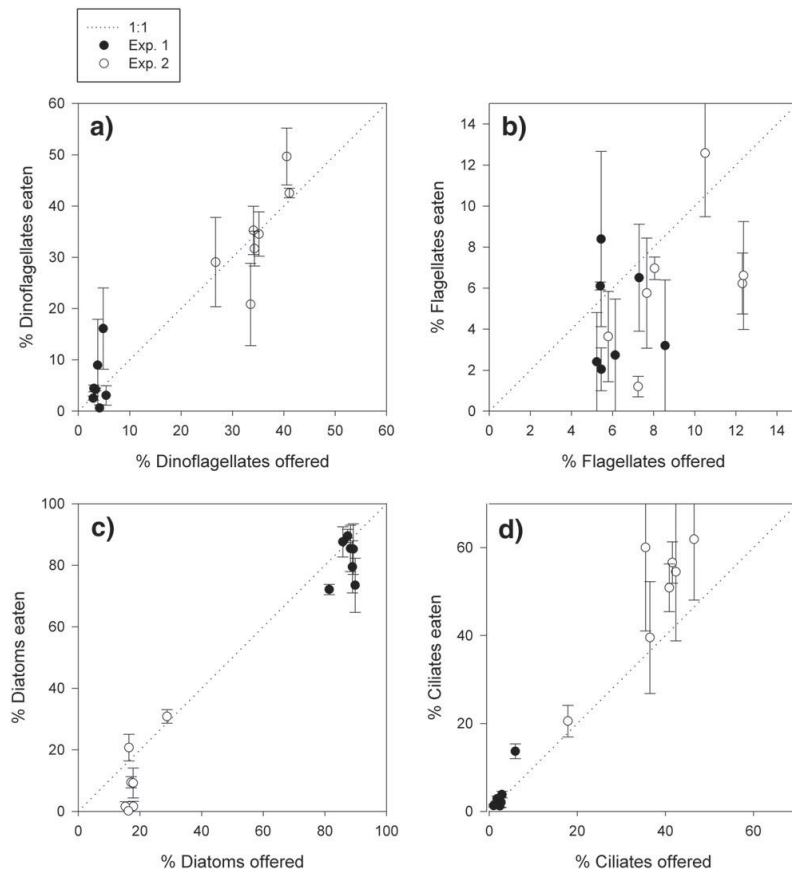 1:1
Exp. 1
Exp. 2
a)
% Dinoflagellates eaten
60
50
40
30
20
10
0
0 10 20 30 40 50 60
% Dinoflagellates offered
b)
% Flagellates eaten
14
12
10
8
6
4
2
0
0 2 4 6 8 10 12 14
% Flagellates offered
c)
% Diatoms eaten
100
80
60
40
20
0
0 20 40 60 80 100
% Diatoms offered
d)
% Ciliates eaten
60
40
20
0
0 20 40 60
% Ciliates offered